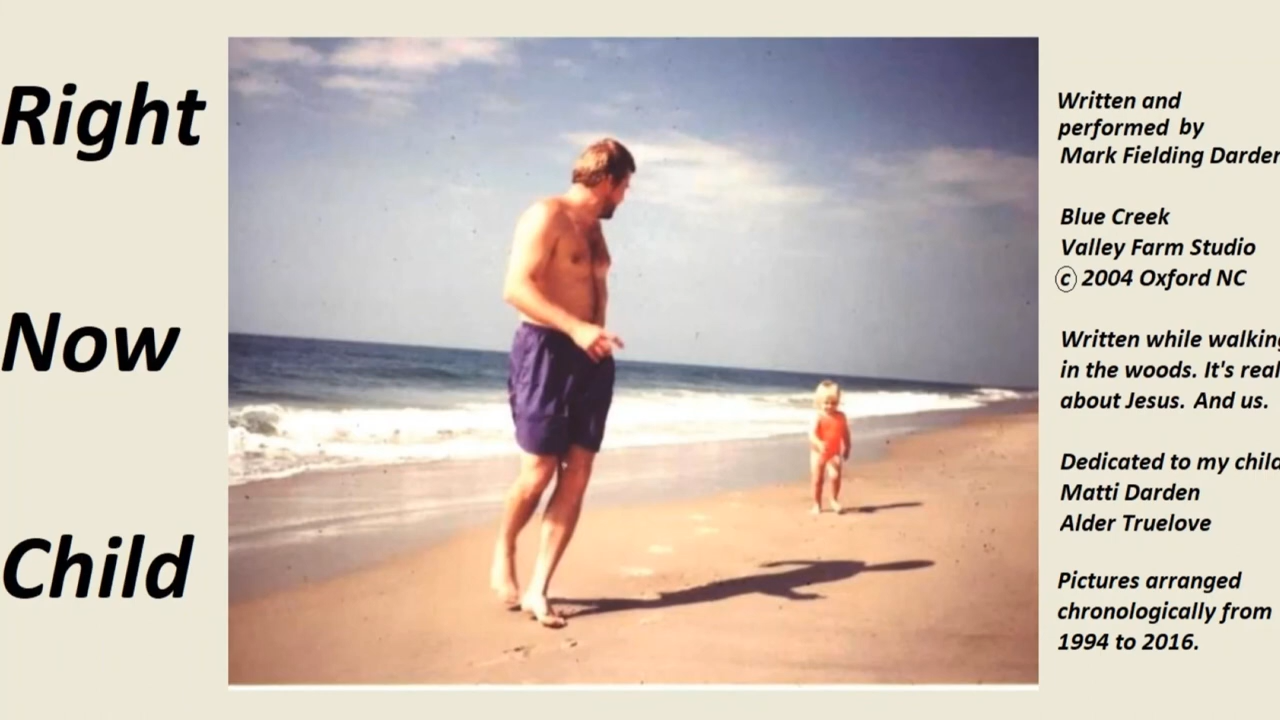 Right
Now
Child
Written and
performed by
Mark Fielding Darden
Blue Creek
Valley Farm Studio
© 2004 Oxford NC
Written while walking
in the woods. It's real
about Jesus. And us.
Dedicated to my child
Matti Darden
Alder Truelove
Pictures arranged
chronologically from
1994 to 2016.